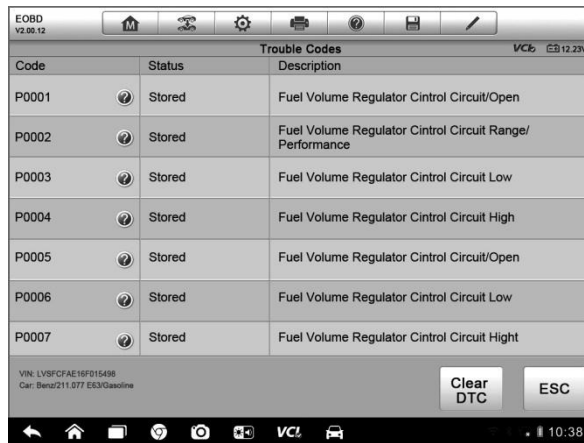 EOBD
V2.00.12
Trouble Codes
VCI 12.23V
Code Status Description
P0001 Stored Fuel Volume Regulator Cintrol Circuit/Open
P0002 Stored Fuel Volume Regulator Cintrol Circuit Range/
Performance
P0003 Stored Fuel Volume Regulator Cintrol Circuit Low
P0004 Stored Fuel Volume Regulator Cintrol Circuit High
P0005 Stored Fuel Volume Regulator Cintrol Circuit/Open
P0006 Stored Fuel Volume Regulator Cintrol Circuit Low
P0007 Stored Fuel Volume Regulator Cintrol Circuit Hight
VIN: LVSFCFAE16F015498
Car: Benz/211.077 E63/Gasoline
Clear
DTC
ESC
VCI
10:38